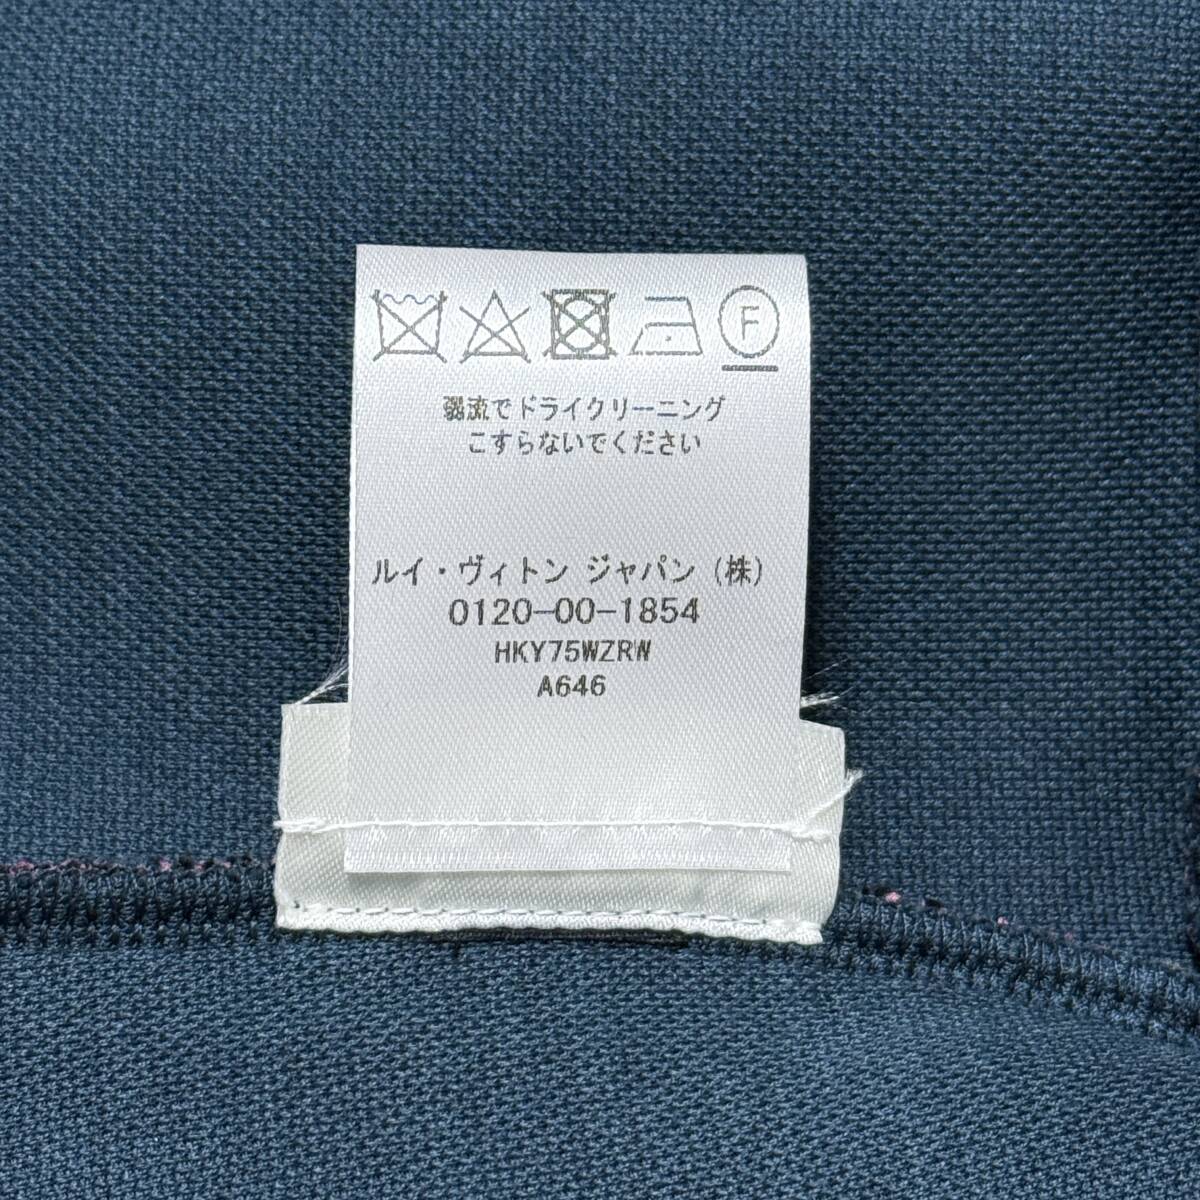 F
弱流でドライクリーニング
こすらないでください
ルイ・ヴィトン ジャパン (株)
0120-00-1854
HKY75WZRW
A646